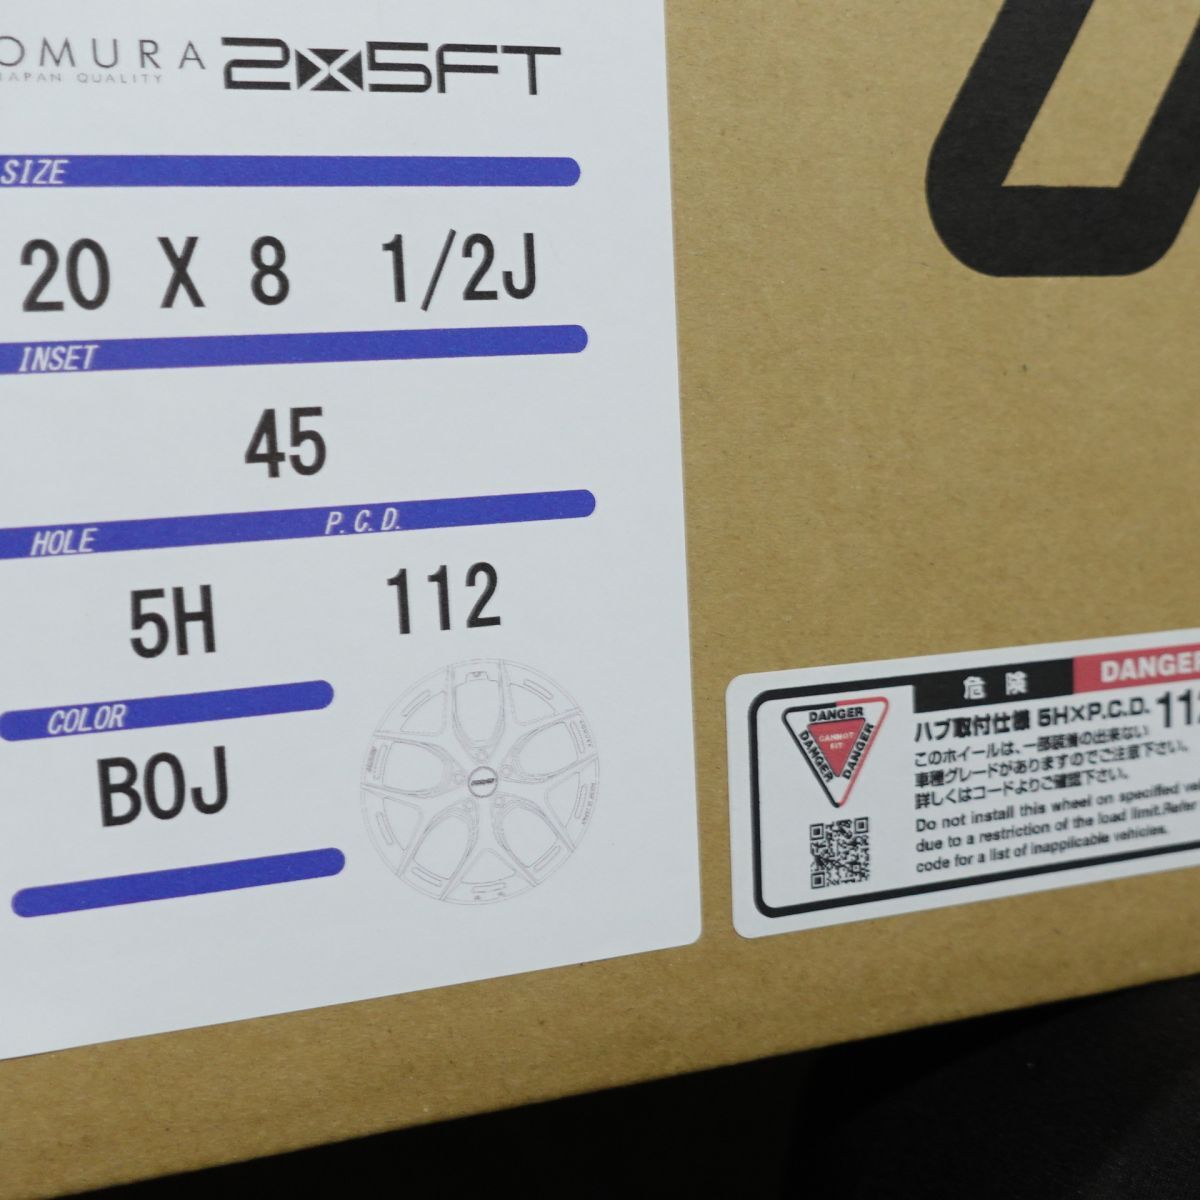 OMURA 2x5FT
JAPAN QUALITY
SIZE
20 X 8 1/2J
INSET
45
HOLE P.C.D.
5H 112
COLOR
BOJ
危険 DANGER
DANGER
DANGER
DANGER
CANNOT
FIT!
ハブ取付仕様 5H×P.C.D.
このホイールは、一部装着の出来ない
車種グレードがありますのでご注意下さい。
詳しくはコードよりご確認下さい。
Do not install this wheel on specified
due to a restriction of the load limit.Refer
code for a list of inapplicable vehicles.